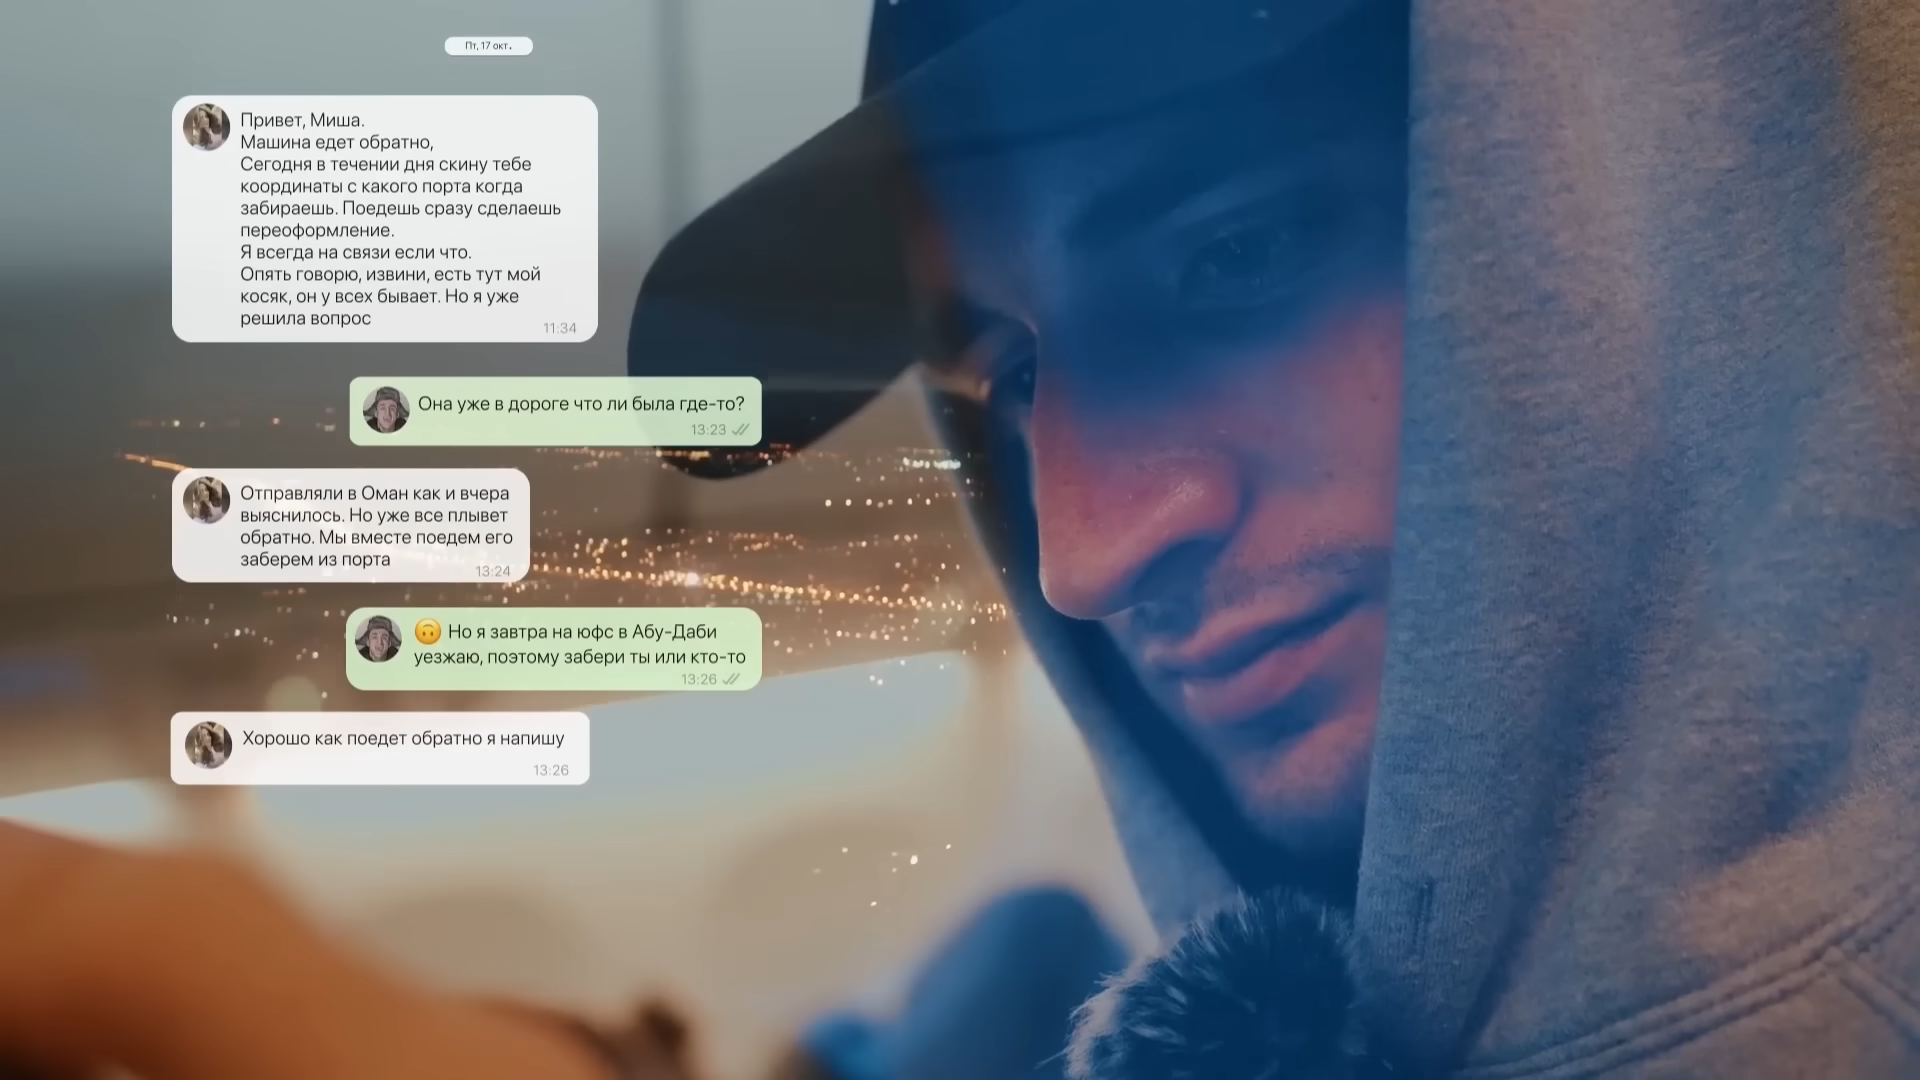 Пт, 17 окт.
Привет, Миша.
Машина едет обратно,
Сегодня в течении дня скину тебе
координаты с какого порта когда
забираешь. Поедешь сразу сделаешь
переоформление.
Я всегда на связи если что.
Опять говорю, извини, есть тут мой
косяк, он у всех бывает. Но я уже
решила вопрос
11:34
Она уже в дороге что ли была где-то?
13:23
Отправляли в Оман как и вчера
выяснилось. Но уже все плывет
обратно. Мы вместе поедем его
заберем из порта
13:24
🙃 Но я завтра на юфс в Абу-Даби
уезжаю, поэтому забери ты или кто-то
13:26
Хорошо как поедет обратно я напишу
13:26